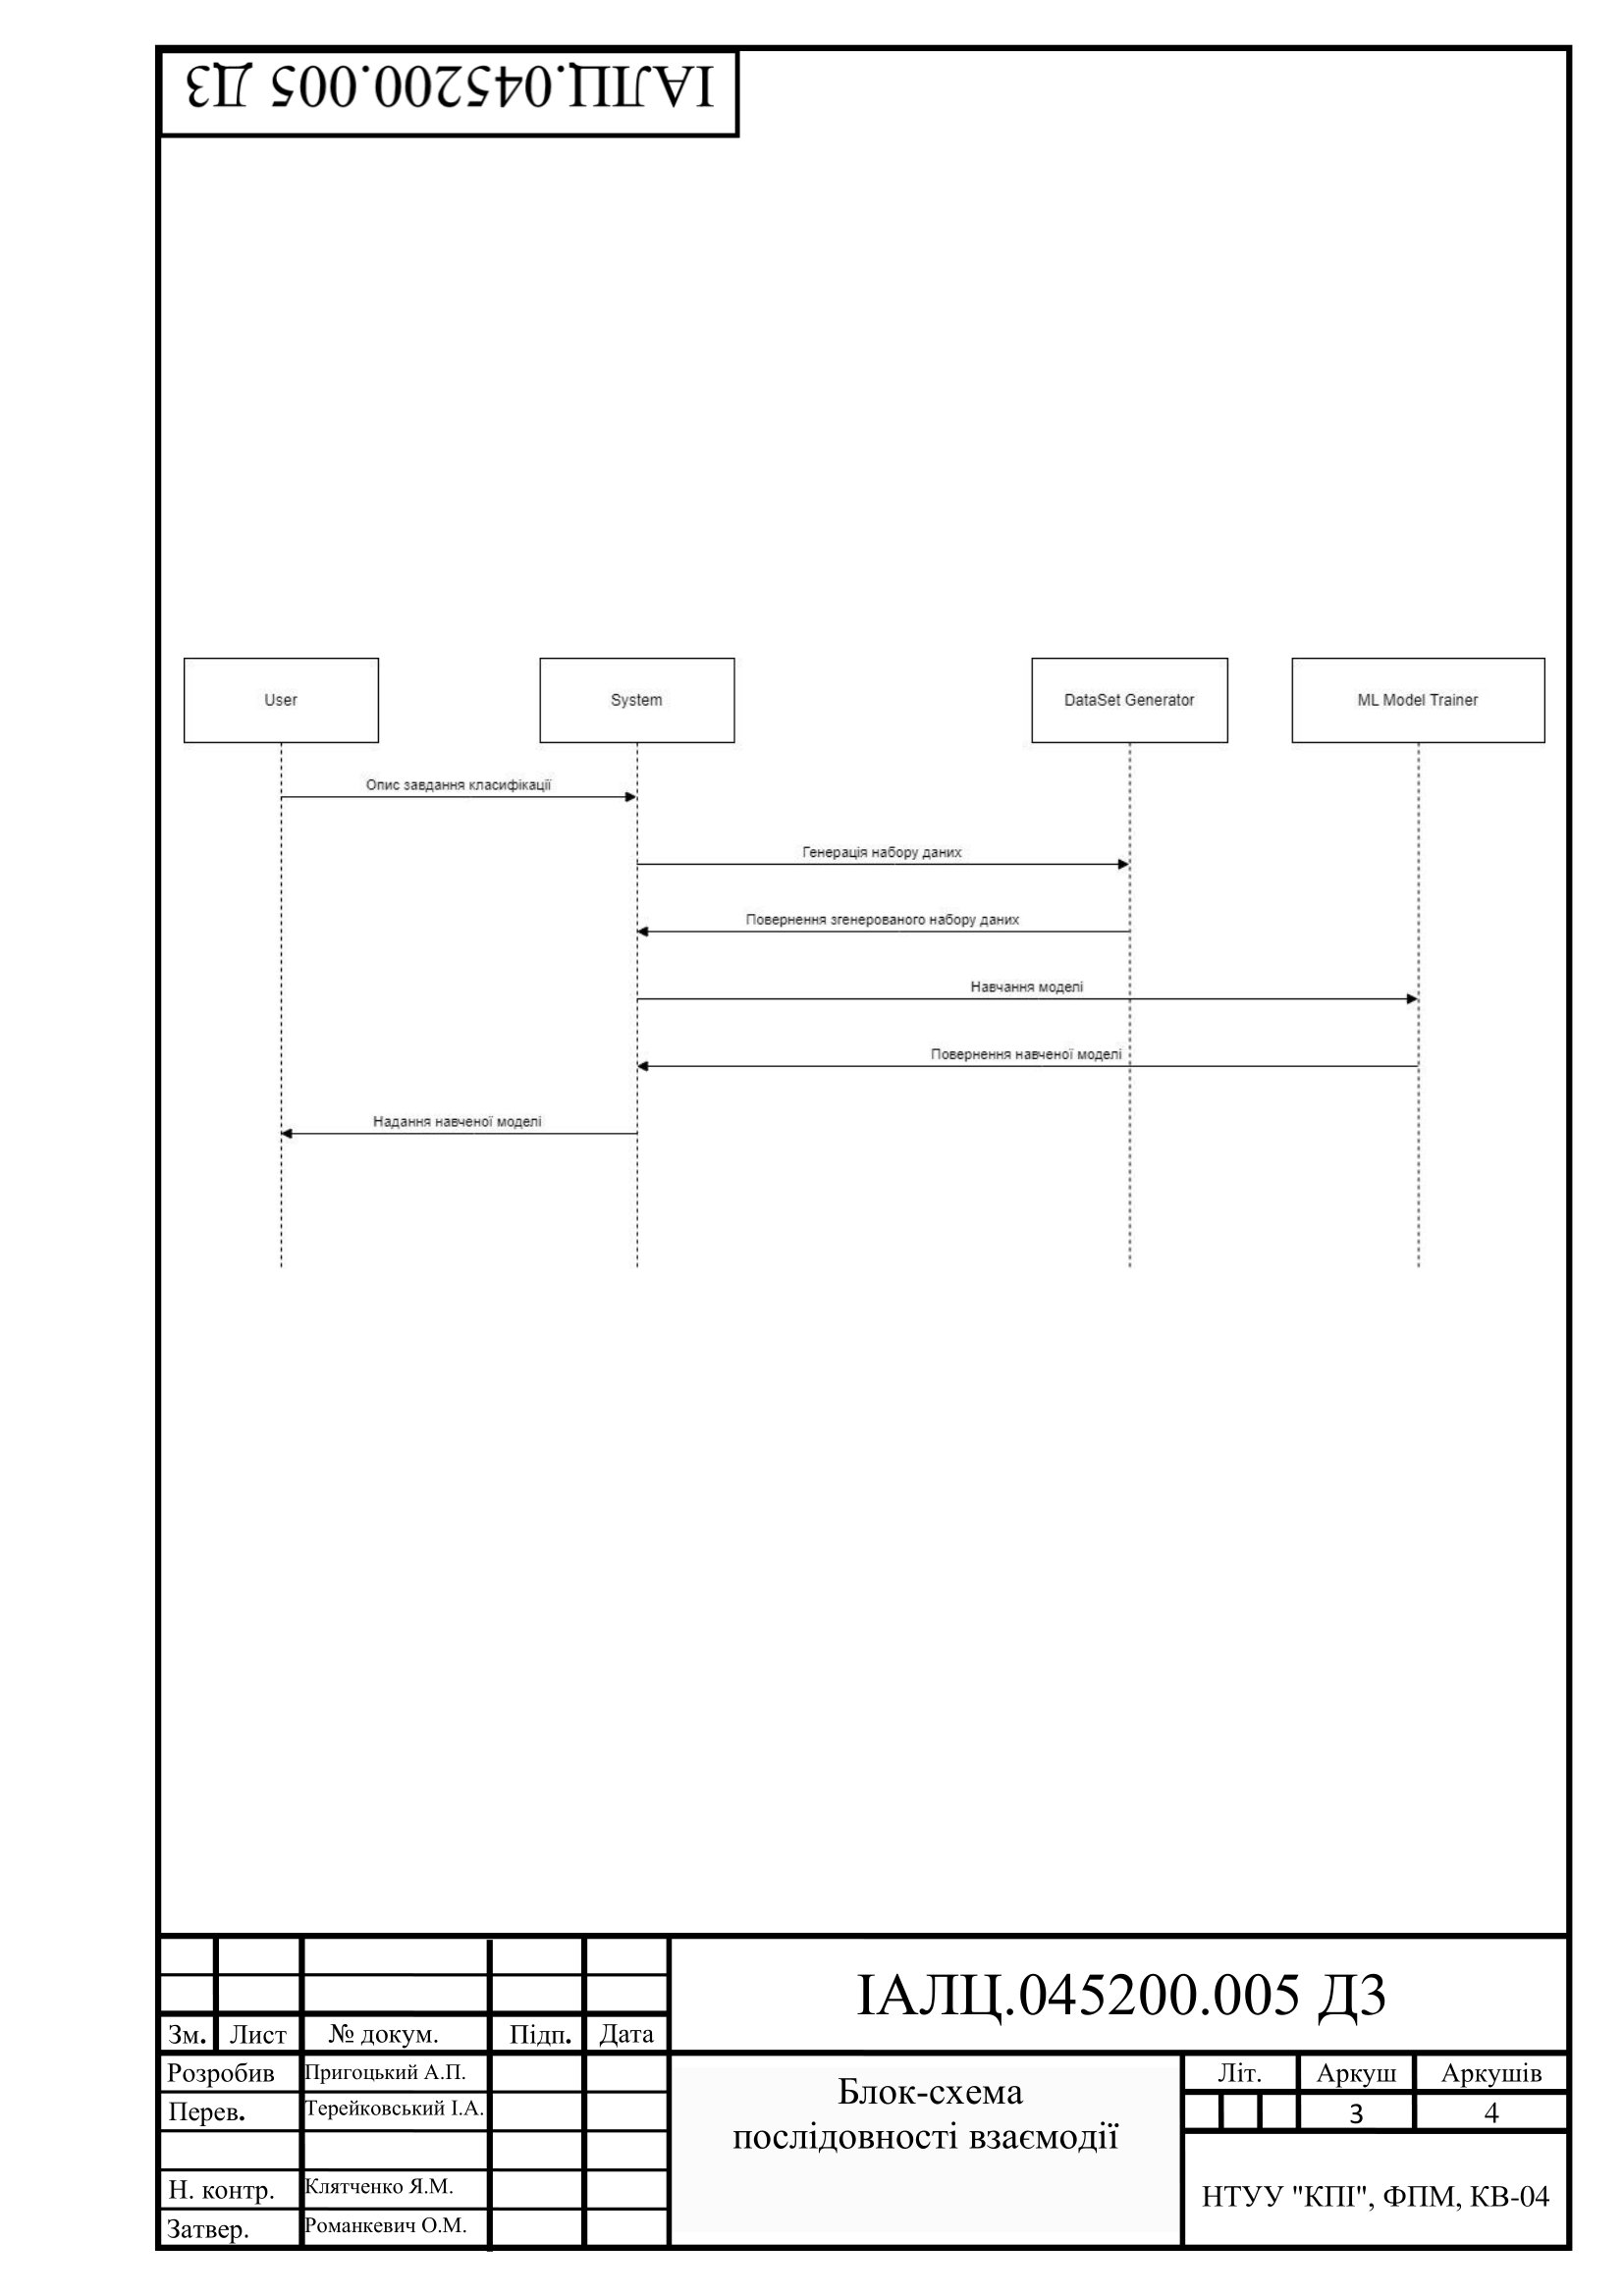 ІАЛЦ.045200.005 Д3
User
System
DataSet Generator
ML Model Trainer
Опис завдання класифікації
Генерація набору даних
Повернення згенерованого набору даних
Навчання моделі
Повернення навченої моделі
Надання навченої моделі
ІАЛЦ.045200.005 Д3
Зм. Лист № докум. Підп. Дата
Розробив Пригоцький А.П.
Перев. Терейковський І.А.
Н. контр. Клятченко Я.М.
Затвер. Романкевич О.М.
Блок-схема
послідовності взаємодії
Літ. Аркуш Аркушів
3 4
НТУУ "КПІ", ФПМ, КВ-04